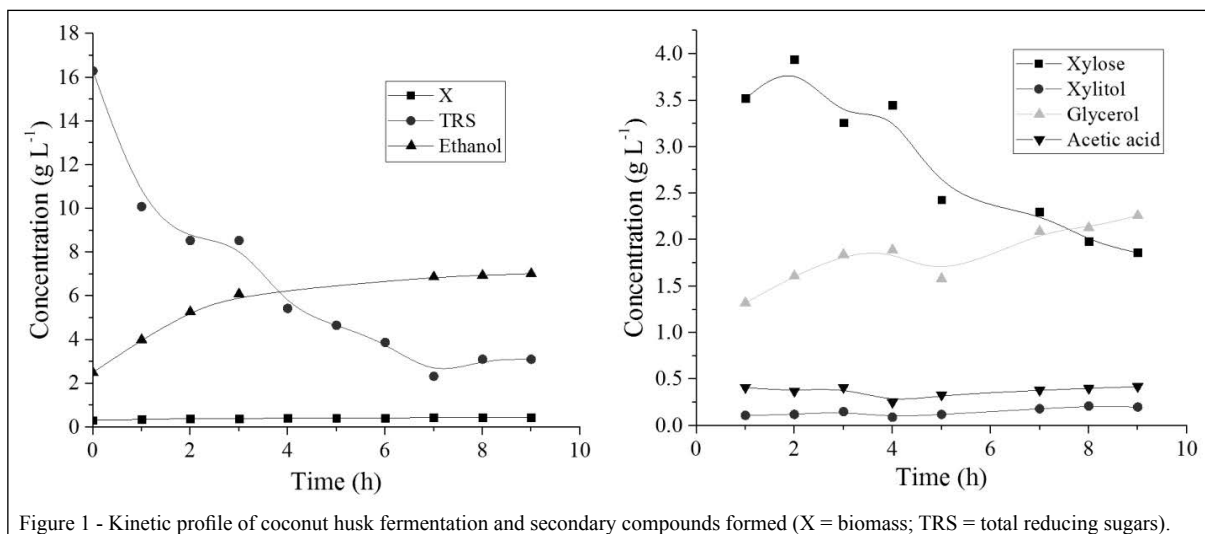 18
16
14
12
10
8
6
4
2
0
Concentration (g L-1)
X
TRS
Ethanol
0 2 4 6 8 10
Time (h)
4.0
3.5
3.0
2.5
2.0
1.5
1.0
0.5
0.0
Concentration (g L-1)
Xylose
Xylitol
Glycerol
Acetic acid
0 2 4 6 8 10
Time (h)
Figure 1 - Kinetic profile of coconut husk fermentation and secondary compounds formed (X = biomass; TRS = total reducing sugars).